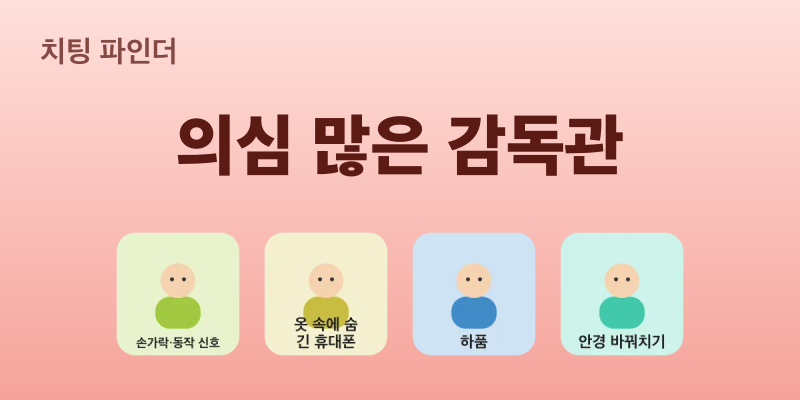 치팅 파인더
의심 많은 감독관
손가락·동작 신호
옷 속에 숨
긴 휴대폰
하품
안경 바꿔치기